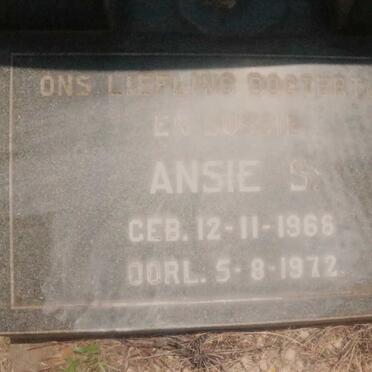 ONS LIEFLING DOGTER
EN SUSSIE
ANSIE S.
GEB. 12-11-1968
OORL. 5-8-1972.